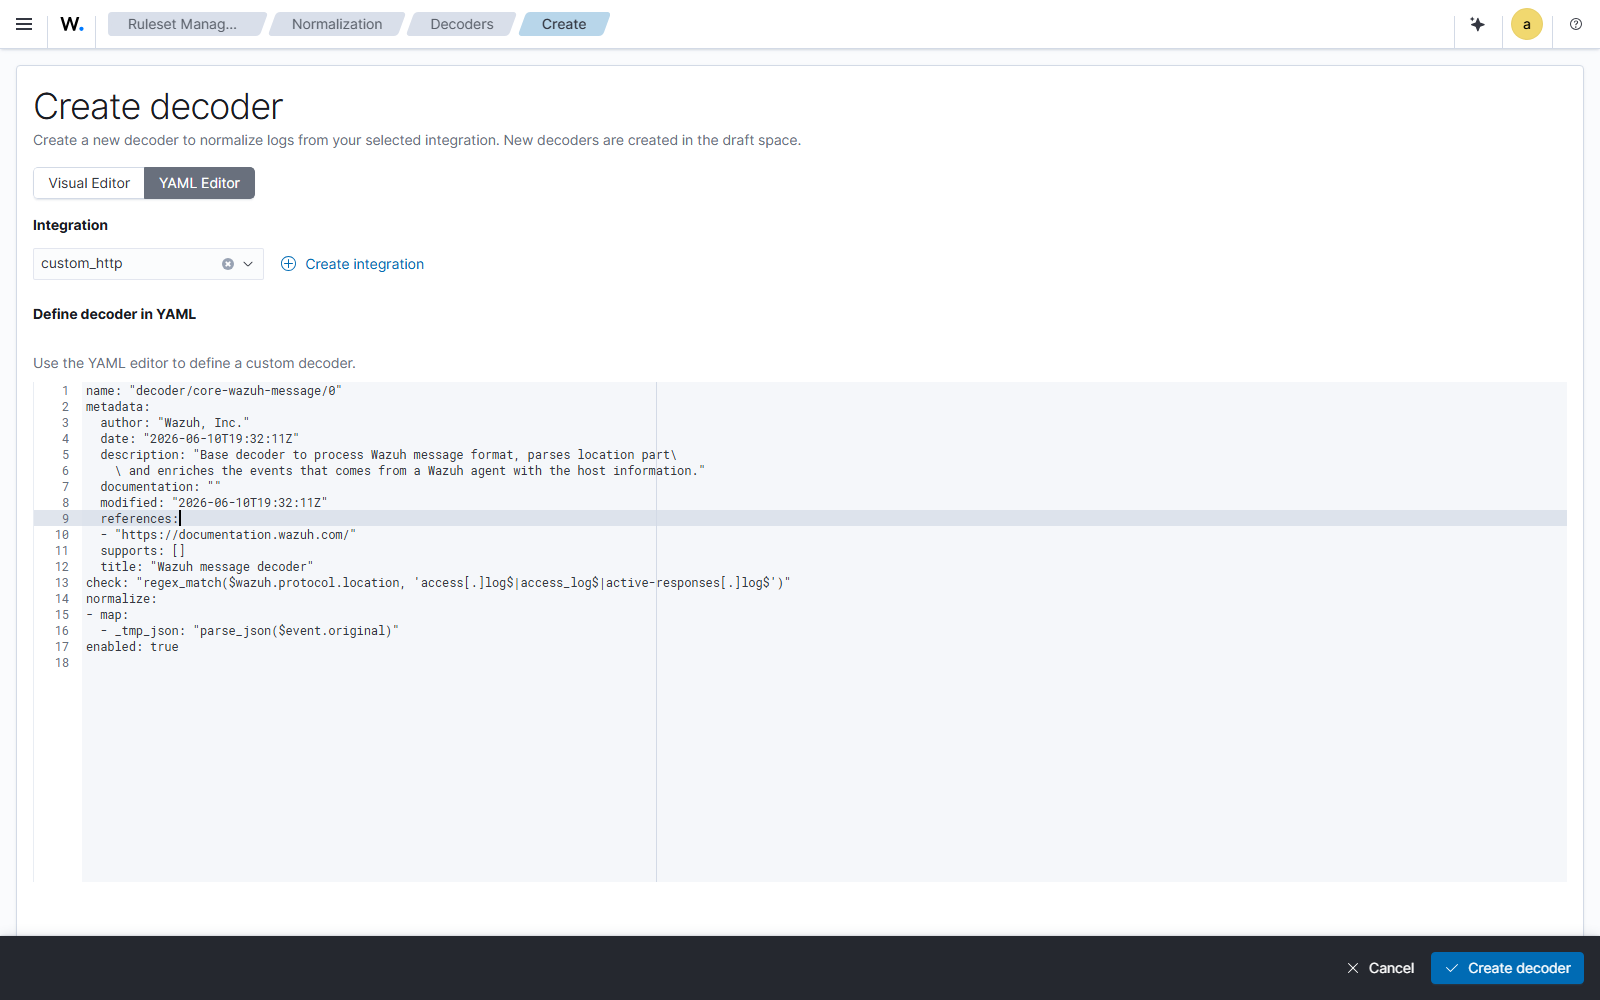 W.
Ruleset Manag...
Normalization
Decoders
Create
a
Create decoder
Create a new decoder to normalize logs from your selected integration. New decoders are created in the draft space.
Visual Editor
YAML Editor
Integration
custom_http
Create integration
Define decoder in YAML
Use the YAML editor to define a custom decoder.
1 name: "decoder/core-wazuh-message/0"
2 metadata:
3   author: "Wazuh, Inc."
4   date: "2026-06-10T19:32:11Z"
5   description: "Base decoder to process Wazuh message format, parses location part\
6     \ and enriches the events that comes from a Wazuh agent with the host information."
7   documentation: ""
8   modified: "2026-06-10T19:32:11Z"
9   references:
10   - "https://documentation.wazuh.com/"
11   supports: []
12   title: "Wazuh message decoder"
13 check: "regex_match($wazuh.protocol.location, 'access[.]log$|access_log$|active-responses[.]log$')"
14 normalize:
15 - map:
16   - _tmp_json: "parse_json($event.original)"
17 enabled: true
18
Cancel
Create decoder